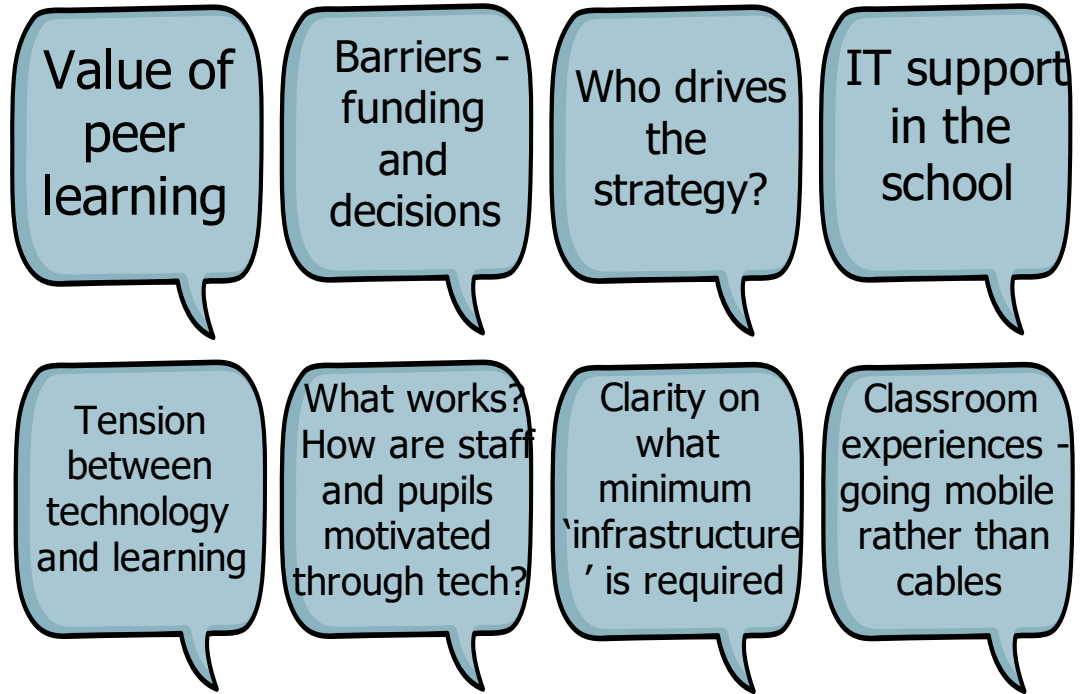 Value of
peer
learning
Barriers -
funding
and
decisions
Who drives
the
strategy?
IT support
in the
school
Tension
between
technology
and learning
What works?
How are staff
and pupils
motivated
through tech?
Clarity on
what
minimum
‘infrastructure
’ is required
Classroom
experiences -
going mobile
rather than
cables